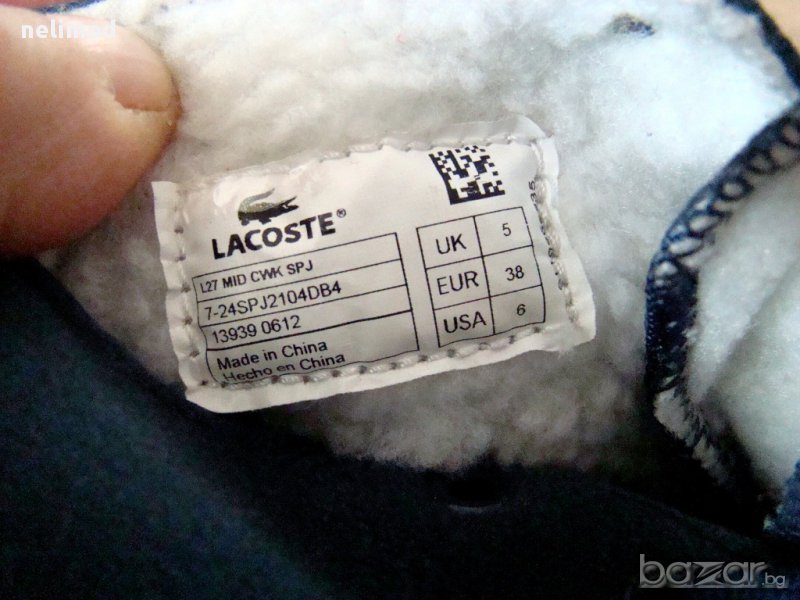 nelimod
LACOSTE®
L27 MID CWK SPJ
7-24SPJ2104DB4
13939 0612
Made in China
Hecho en China
UK 5
EUR 38
USA 6
bazar.bg